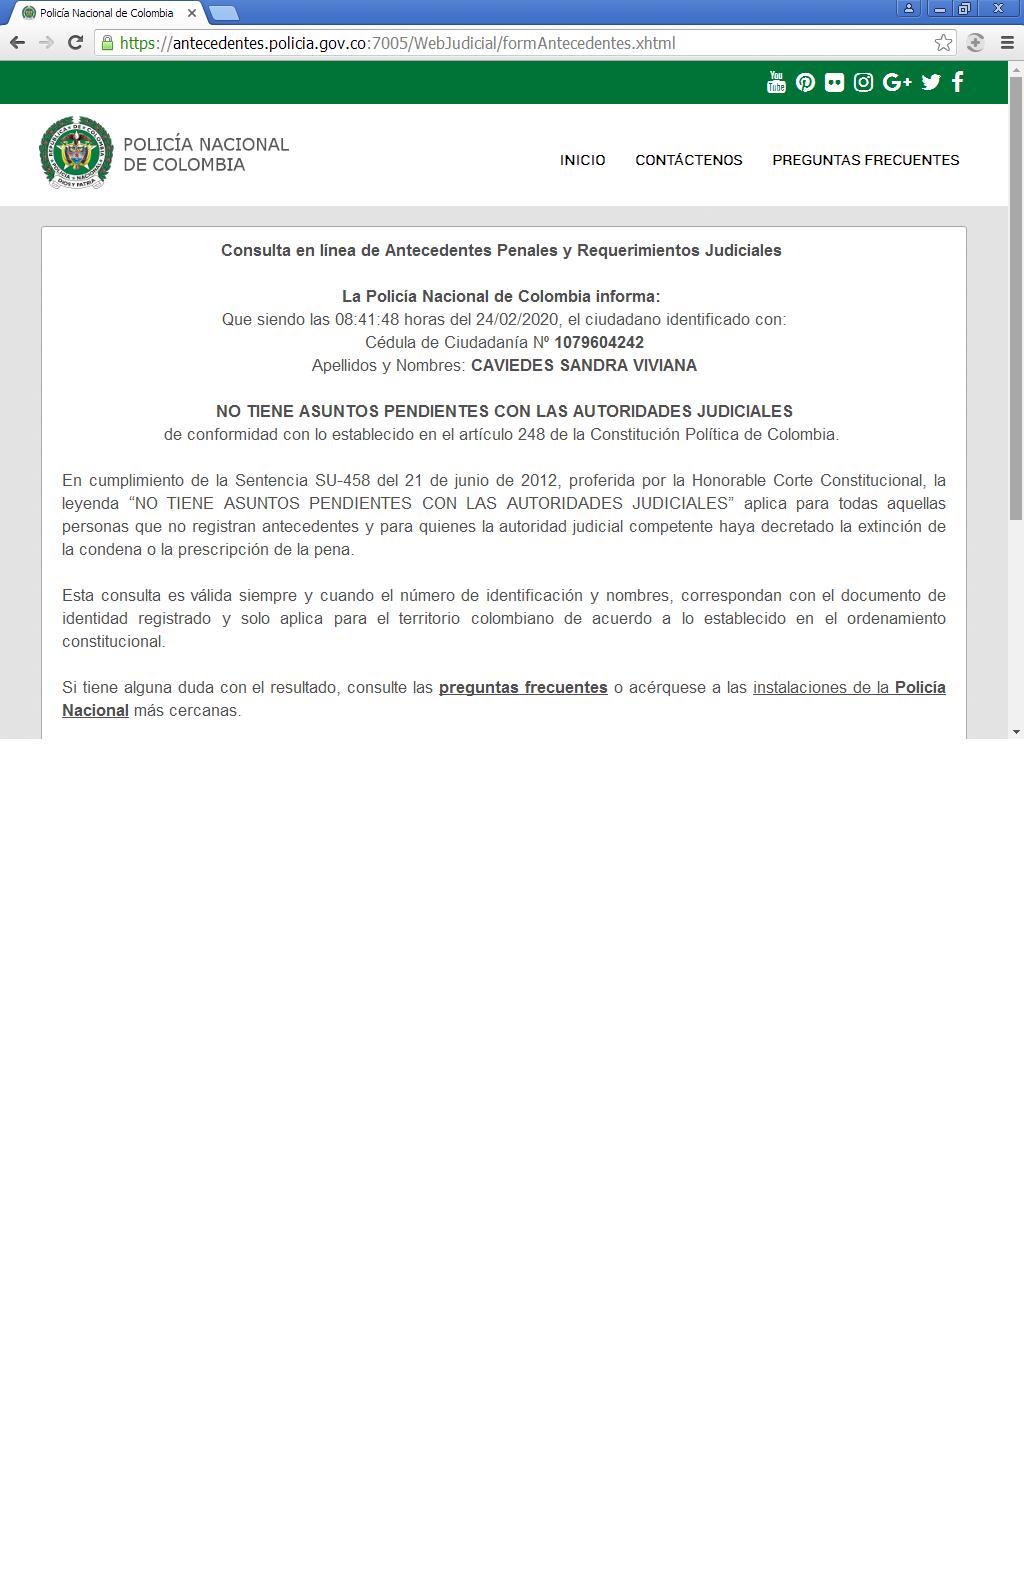 Policía Nacional de Colombia
https://antecedentes.policia.gov.co:7005/WebJudicial/formAntecedentes.xhtml
You
Tube
POLICÍA NACIONAL
DE COLOMBIA
INICIO CONTÁCTENOS PREGUNTAS FRECUENTES
Consulta en línea de Antecedentes Penales y Requerimientos Judiciales
La Policía Nacional de Colombia informa:
Que siendo las 08:41:48 horas del 24/02/2020, el ciudadano identificado con:
Cédula de Ciudadanía Nº 1079604242
Apellidos y Nombres: CAVIEDES SANDRA VIVIANA
NO TIENE ASUNTOS PENDIENTES CON LAS AUTORIDADES JUDICIALES
de conformidad con lo establecido en el artículo 248 de la Constitución Política de Colombia.
En cumplimiento de la Sentencia SU-458 del 21 de junio de 2012, proferida por la Honorable Corte Constitucional, la
leyenda “NO TIENE ASUNTOS PENDIENTES CON LAS AUTORIDADES JUDICIALES” aplica para todas aquellas
personas que no registran antecedentes y para quienes la autoridad judicial competente haya decretado la extinción de
la condena o la prescripción de la pena.
Esta consulta es válida siempre y cuando el número de identificación y nombres, correspondan con el documento de
identidad registrado y solo aplica para el territorio colombiano de acuerdo a lo establecido en el ordenamiento
constitucional.
Si tiene alguna duda con el resultado, consulte las preguntas frecuentes o acérquese a las instalaciones de la Policía
Nacional más cercanas.